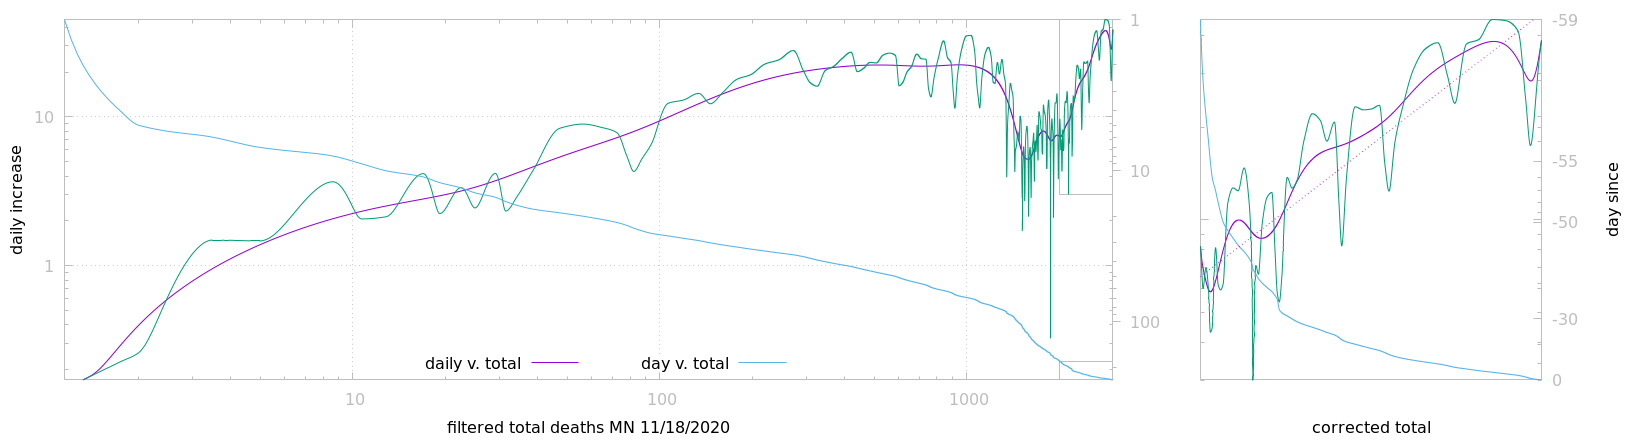 daily increase
10
1
daily v. total
day v. total
10
100
1000
filtered total deaths MN 11/18/2020
1
10
100
-59
-55
-50
-30
0
day since
corrected total